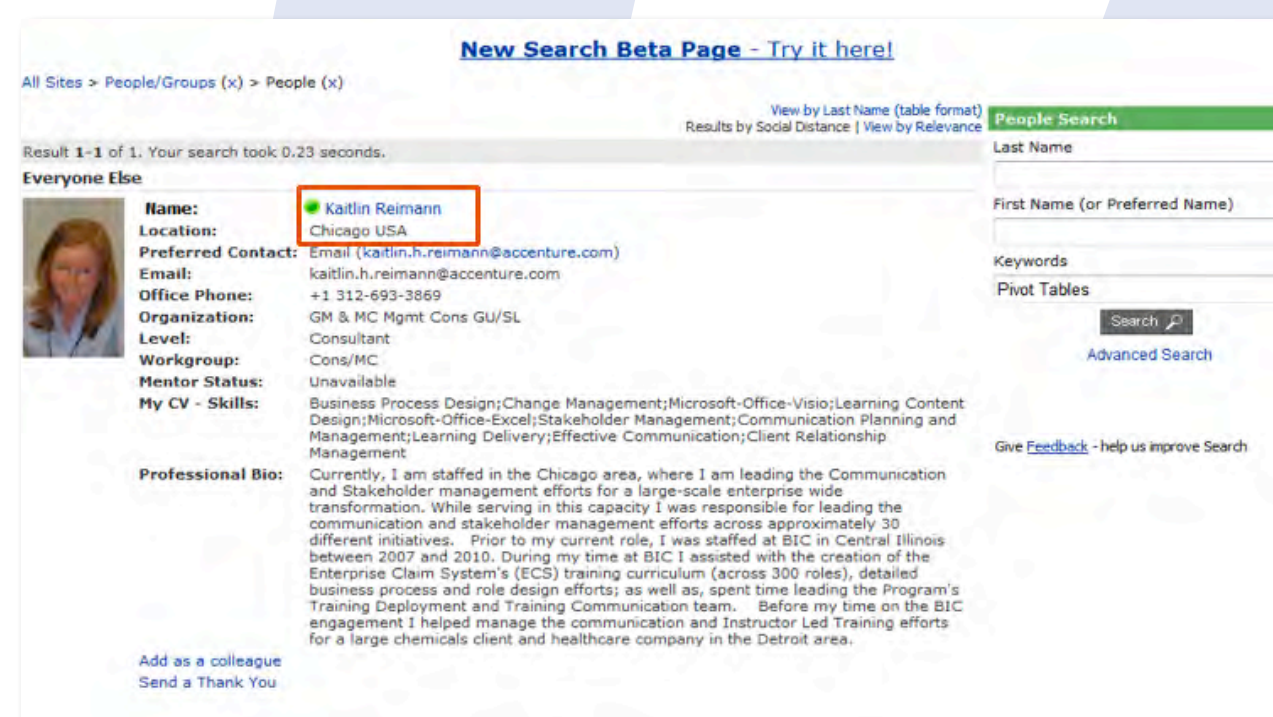 New Search Beta Page - Try it here!
All Sites > People/Groups (x) > People (x)
View by Last Name (table format)
Results by Social Distance | View by Relevance
Result 1-1 of 1. Your search took 0.23 seconds.
Everyone Else
Name: Kaitlin Reimann
Location: Chicago USA
Preferred Contact: Email (kaitlin.h.reimann@accenture.com)
Email: kaitlin.h.reimann@accenture.com
Office Phone: +1 312-693-3869
Organization: GM & MC Mgmt Cons GU/SL
Level: Consultant
Workgroup: Cons/MC
Mentor Status: Unavailable
My CV - Skills: Business Process Design;Change Management;Microsoft-Office-Visio;Learning Content
Design;Microsoft-Office-Excel;Stakeholder Management;Communication Planning and
Management;Learning Delivery;Effective Communication;Client Relationship
Management
Professional Bio: Currently, I am staffed in the Chicago area, where I am leading the Communication
and Stakeholder management efforts for a large-scale enterprise wide
transformation. While serving in this capacity I was responsible for leading the
communication and stakeholder management efforts across approximately 30
different initiatives. Prior to my current role, I was staffed at BIC in Central Illinois
between 2007 and 2010. During my time at BIC I assisted with the creation of the
Enterprise Claim System's (ECS) training curriculum (across 300 roles), detailed
business process and role design efforts; as well as, spent time leading the Program's
Training Deployment and Training Communication team. Before my time on the BIC
engagement I helped manage the communication and Instructor Led Training efforts
for a large chemicals client and healthcare company in the Detroit area.
Add as a colleague
Send a Thank You
People Search
Last Name
First Name (or Preferred Name)
Keywords
Pivot Tables
Search
Advanced Search
Give Feedback - help us improve Search